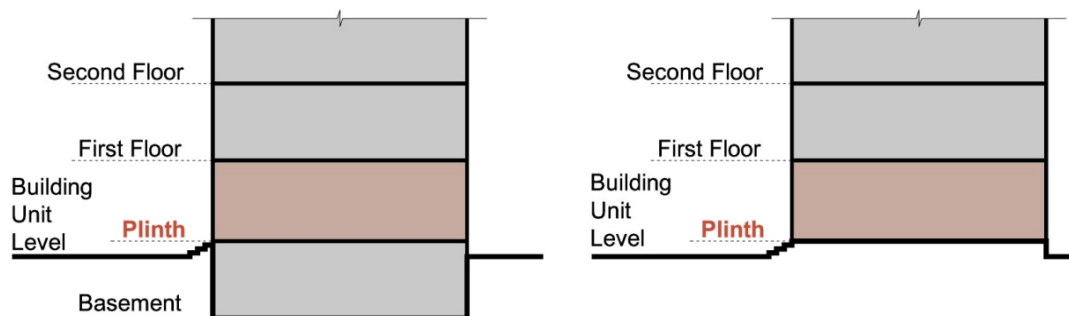 Second Floor
First Floor
Building
Unit
Level
Plinth
Basement
Second Floor
First Floor
Building
Unit
Level
Plinth